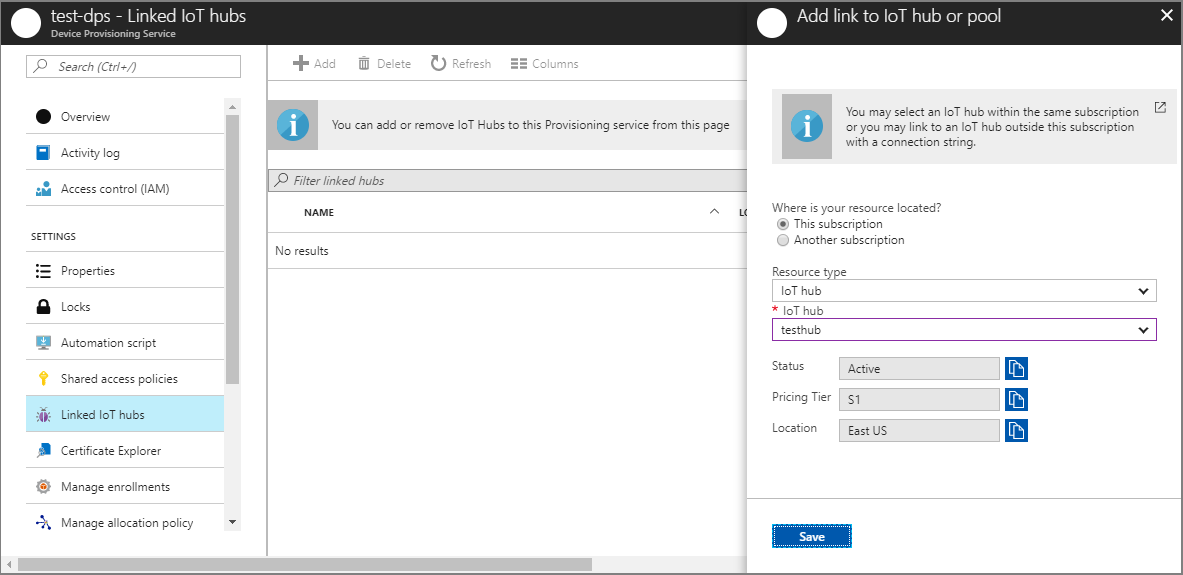 test-dps - Linked IoT hubs
Device Provisioning Service
Search (Ctrl+/)
Overview
Activity log
Access control (IAM)
SETTINGS
Properties
Locks
Automation script
Shared access policies
Linked IoT hubs
Certificate Explorer
Manage enrollments
Manage allocation policy
Add Delete Refresh Columns
You can add or remove IoT Hubs to this Provisioning service from this page
Filter linked hubs
NAME
No results
Add link to IoT hub or pool
You may select an IoT hub within the same subscription
or you may link to an IoT hub outside this subscription
with a connection string.
Where is your resource located?
This subscription
Another subscription
Resource type
IoT hub
* IoT hub
testhub
Status Active
Pricing Tier S1
Location East US
Save